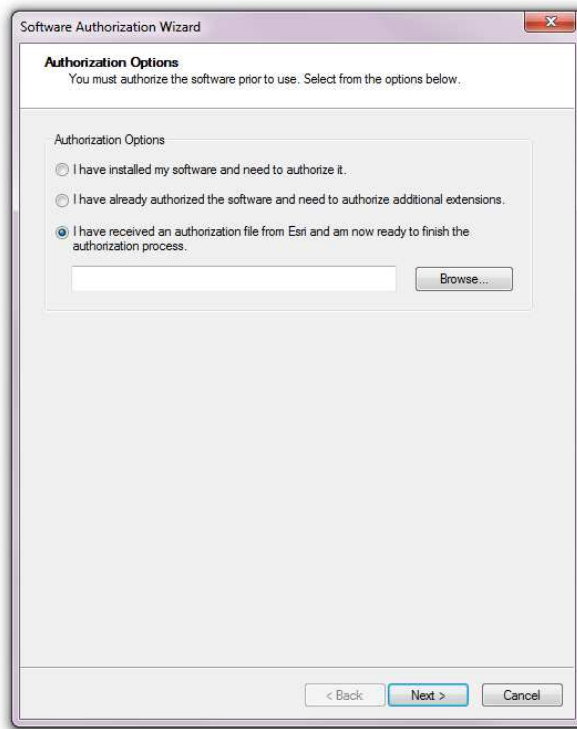 Software Authorization Wizard
Authorization Options
You must authorize the software prior to use. Select from the options below.
Authorization Options
I have installed my software and need to authorize it.
I have already authorized the software and need to authorize additional extensions.
I have received an authorization file from Esri and am now ready to finish the
authorization process.
Browse...
< Back Next > Cancel